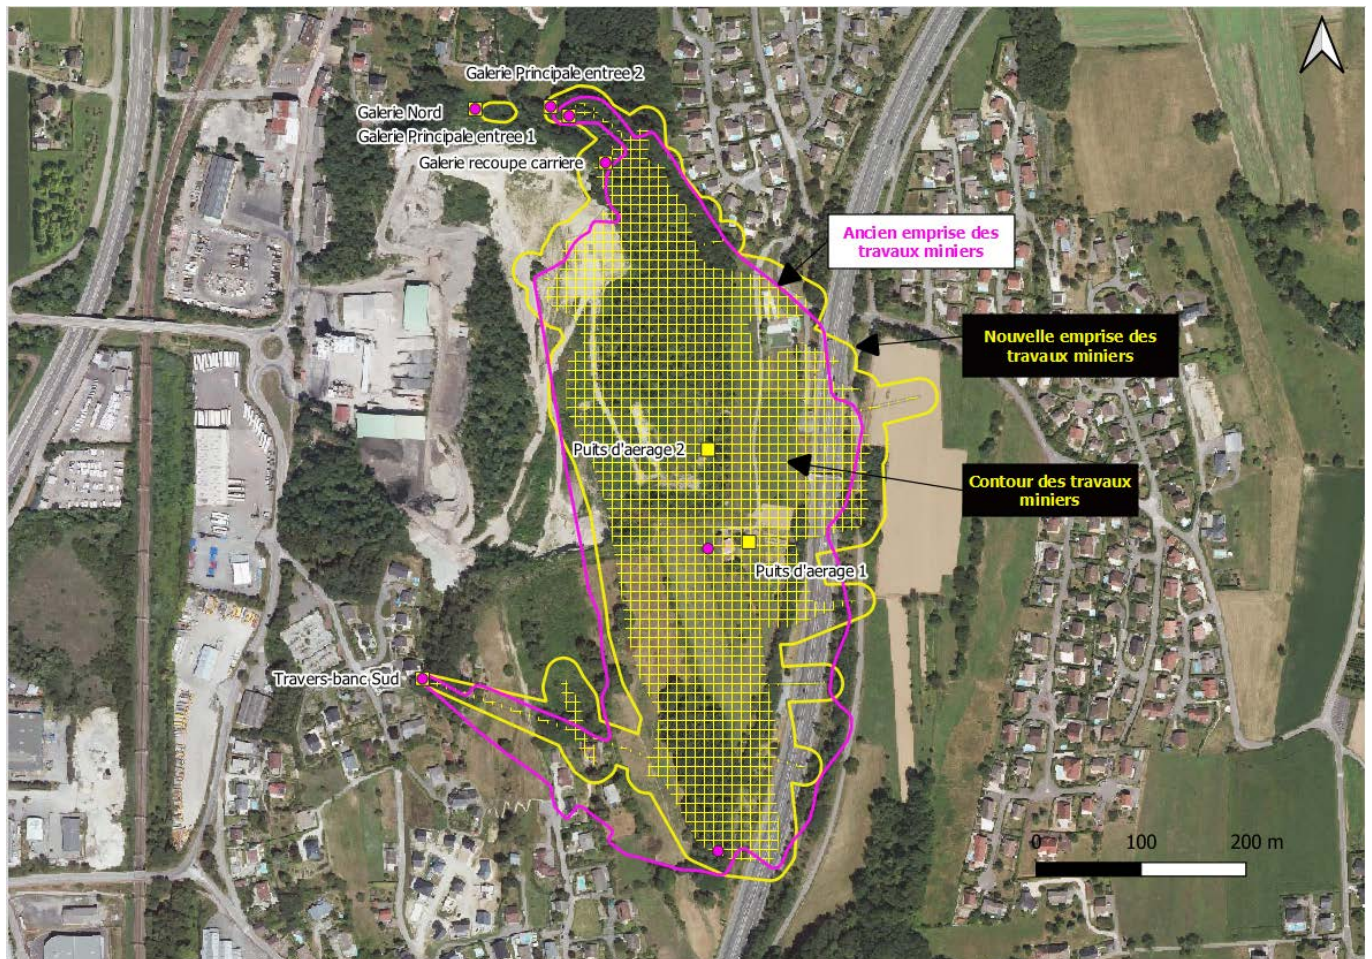 Galerie Principale entree 2
Galerie Nord
Galerie Principale entree 1
Galerie recoupe carriere
Ancien emprise des
travaux miniers
Nouvelle emprise des
travaux miniers
Puits d'aerage 2
Contour des travaux
miniers
Puits d'aerage 1
Travers-banc Sud
0 100 200 m